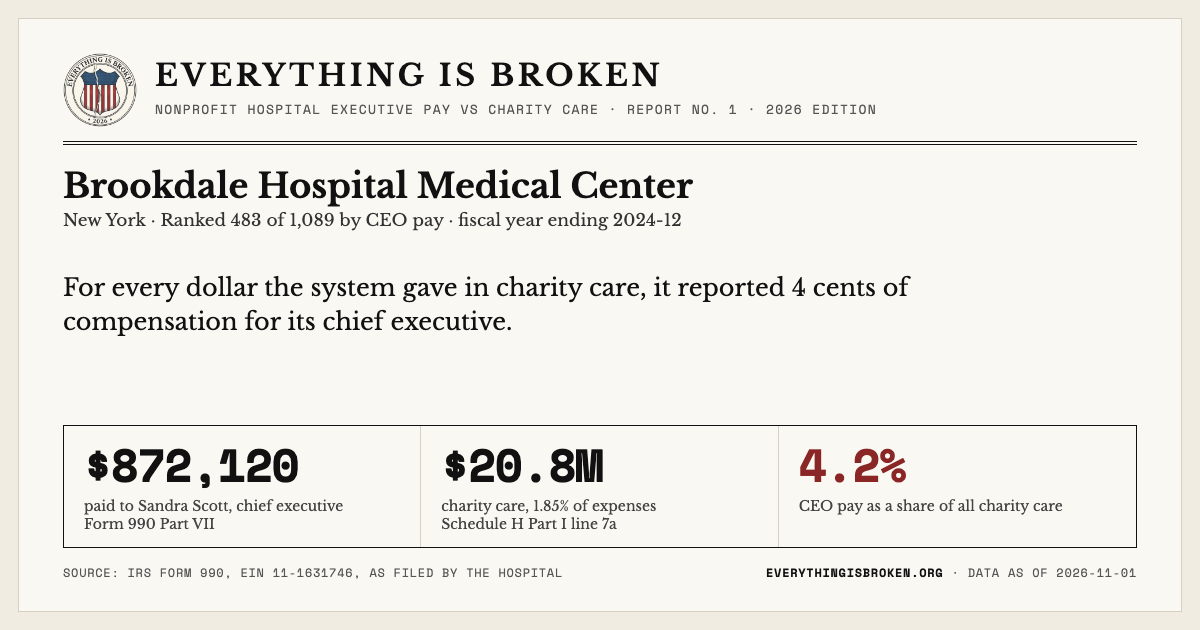 EVERYTHING IS BROKEN
2026
EVERYTHING IS BROKEN
NONPROFIT HOSPITAL EXECUTIVE PAY VS CHARITY CARE · REPORT NO. 1 · 2026 EDITION
Brookdale Hospital Medical Center
New York · Ranked 483 of 1,089 by CEO pay · fiscal year ending 2024-12
For every dollar the system gave in charity care, it reported 4 cents of
compensation for its chief executive.
$872,120
paid to Sandra Scott, chief executive
Form 990 Part VII
$20.8M
charity care, 1.85% of expenses
Schedule H Part I line 7a
4.2%
CEO pay as a share of all charity care
SOURCE: IRS FORM 990, EIN 11-1631746, AS FILED BY THE HOSPITAL
EVERYTHINGISBROKEN.ORG · DATA AS OF 2026-11-01